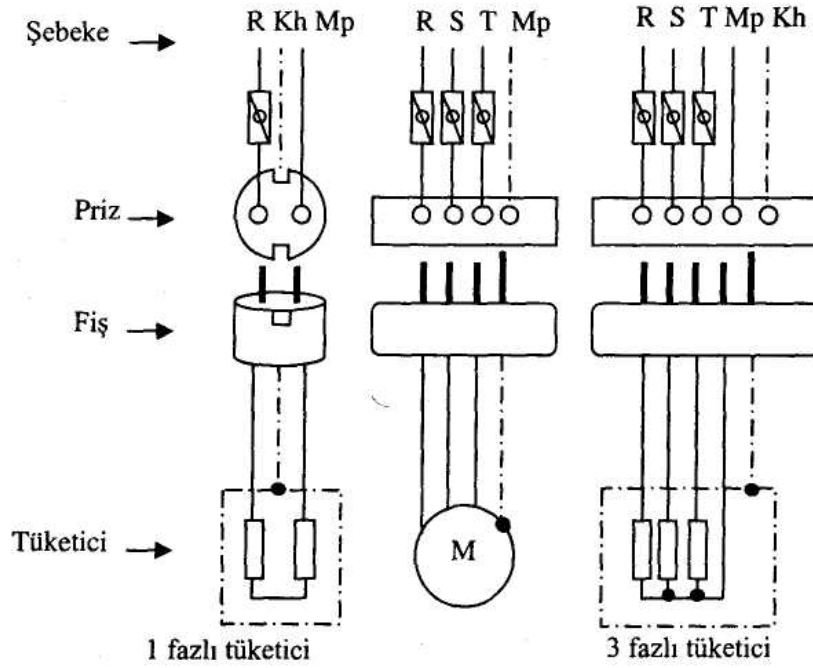 Şebeke
R Kh Mp
R S T Mp
R S T Mp Kh
Priz
Fiş
Tüketici
M
1 fazlı tüketici
3 fazlı tüketici